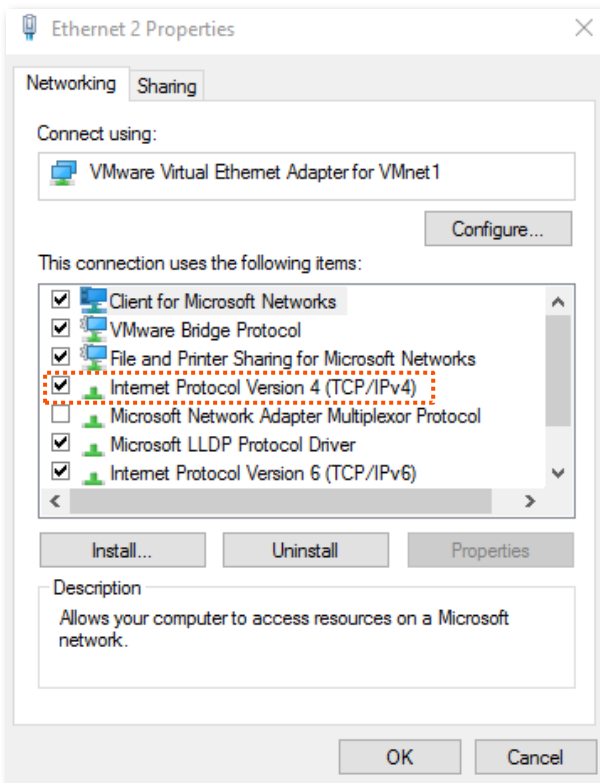 Ethernet 2 Properties
Networking
Sharing
Connect using:
VMware Virtual Ethernet Adapter for VMnet1
Configure...
This connection uses the following items:
Client for Microsoft Networks
VMware Bridge Protocol
File and Printer Sharing for Microsoft Networks
Internet Protocol Version 4 (TCP/IPv4)
Microsoft Network Adapter Multiplexor Protocol
Microsoft LLDP Protocol Driver
Internet Protocol Version 6 (TCP/IPv6)
Install...
Uninstall
Properties
Description
Allows your computer to access resources on a Microsoft
network.
OK
Cancel